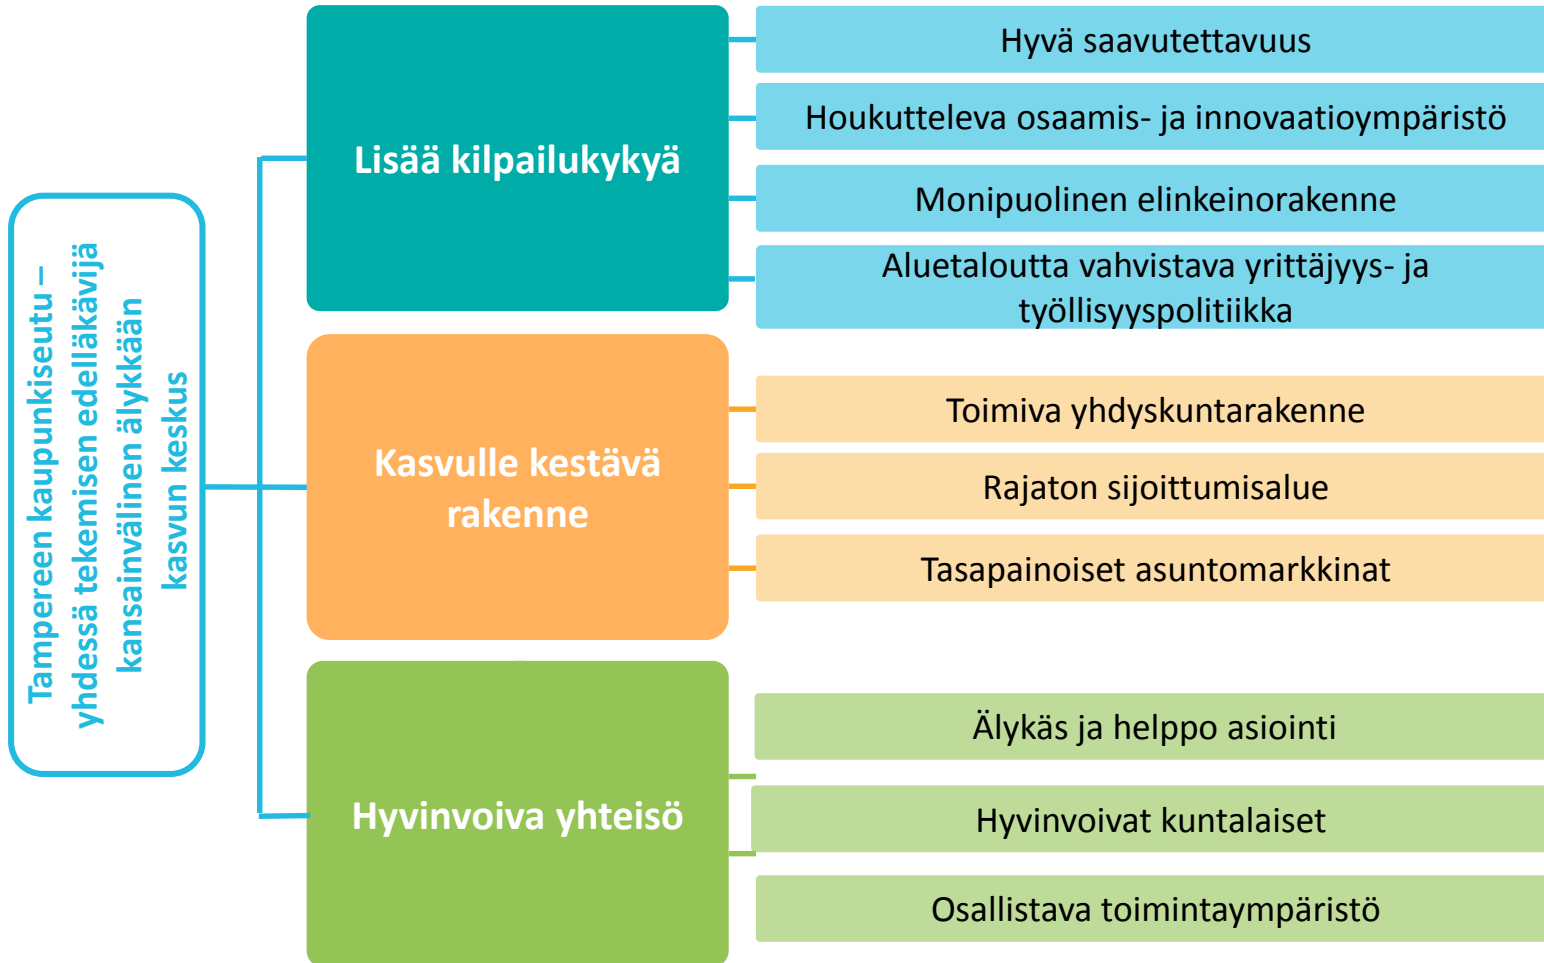 Tampereen kaupunkiseutu –
yhdessä tekemisen edelläkävijä
kansainvälinen älykkään
kasvun keskus
Lisää kilpailukykyä
Hyvä saavutettavuus
Houkutteleva osaamis- ja innovaatioympäristö
Monipuolinen elinkeinorakenne
Aluetaloutta vahvistava yrittäjyys- ja
työllisyyspolitiikka
Kasvulle kestävä
rakenne
Toimiva yhdyskuntarakenne
Rajaton sijoittumisalue
Tasapainoiset asuntomarkkinat
Hyvinvoiva yhteisö
Älykäs ja helppo asiointi
Hyvinvoivat kuntalaiset
Osallistava toimintaympäristö